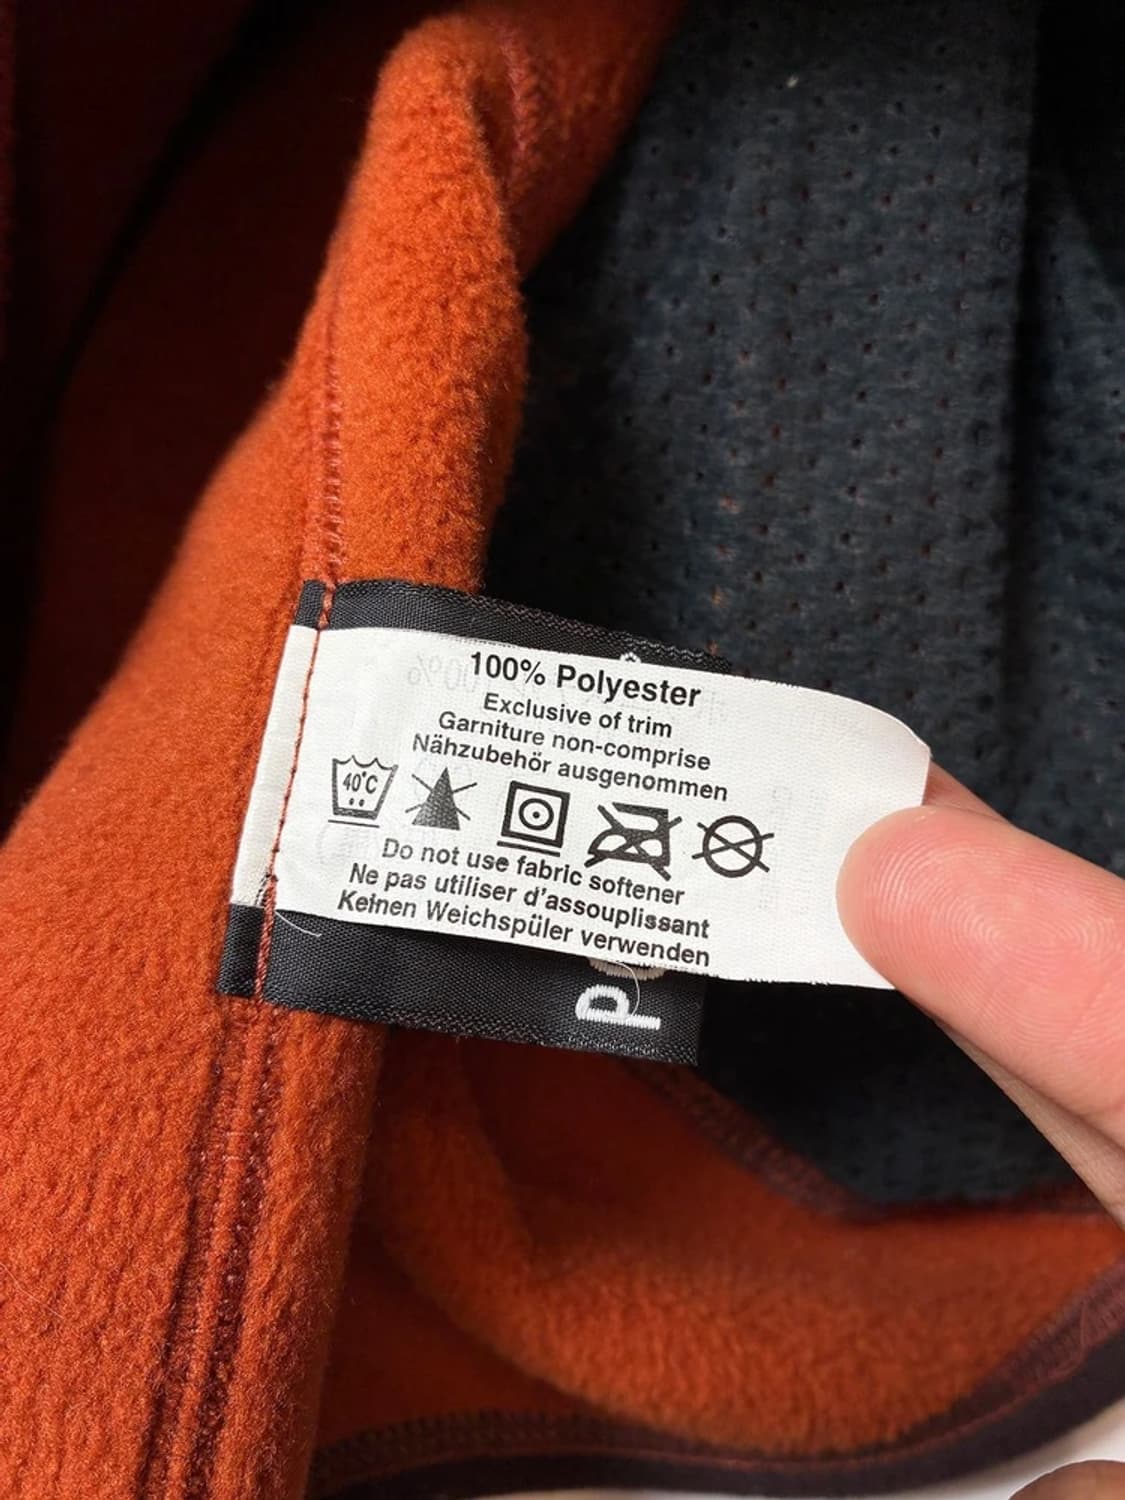 100% Polyester
Exclusive of trim
Garniture non-comprise
Nähzubehör ausgenommen
40°C
Do not use fabric softener
Ne pas utiliser d'assouplissant
Keinen Weichspüler verwenden